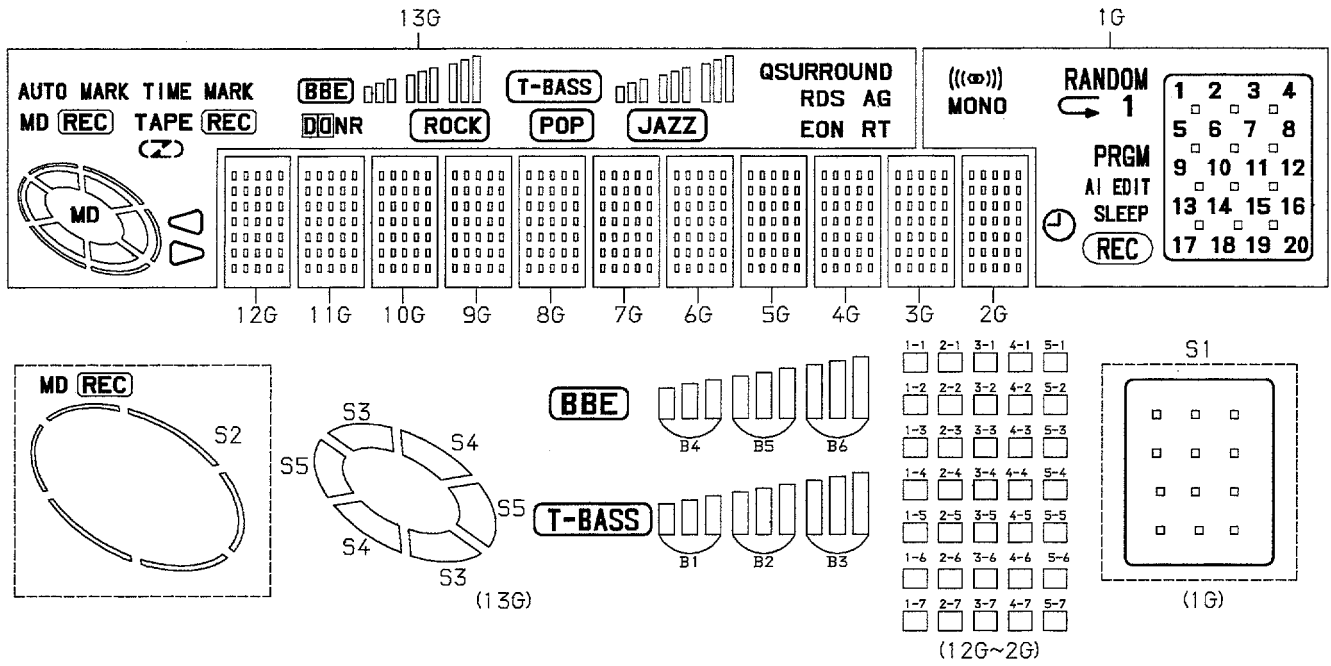 13G 1G
AUTO MARK TIME MARK BBE T-BASS QSURROUND (((∞))) RANDOM 1 2 3 4
MD REC TAPE REC DD NR ROCK POP JAZZ RDS AG MONO 1
EON RT 5 6 7 8
(Z) PRGM 9 10 11 12
AI EDIT
MD SLEEP 13 14 15 16
REC 17 18 19 20
12G 11G 10G 9G 8G 7G 6G 5G 4G 3G 2G
MD REC
S2
S3
S4
S5
S5
S4
S3
(13G)
BBE
B4 B5 B6
T-BASS
B1 B2 B3
1-1 2-1 3-1 4-1 5-1
1-2 2-2 3-2 4-2 5-2
1-3 2-3 3-3 4-3 5-3
1-4 2-4 3-4 4-4 5-4
1-5 2-5 3-5 4-5 5-5
1-6 2-6 3-6 4-6 5-6
1-7 2-7 3-7 4-7 5-7
(12G~2G)
S1
(1G)